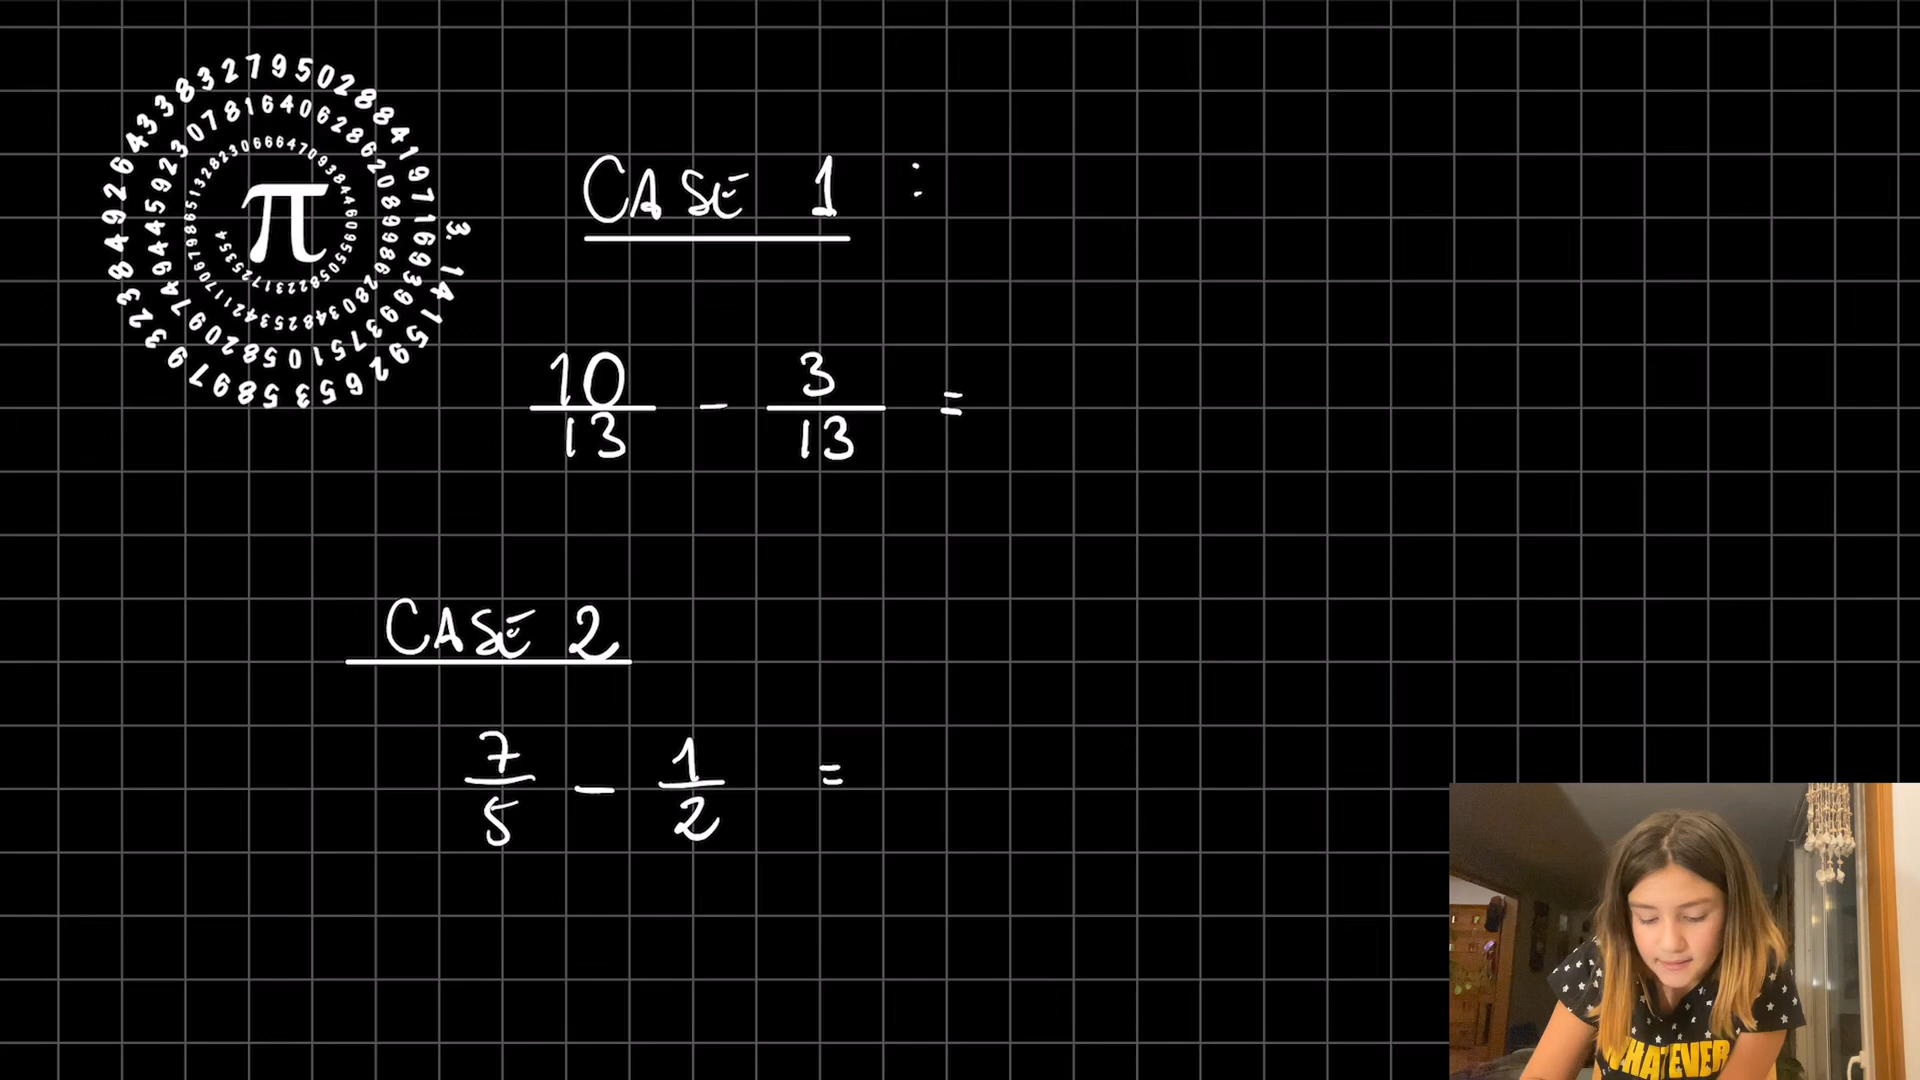 CASE 1 :
10/13 - 3/13 =
CASE 2
7/5 - 1/2 =
π
WHATEVER